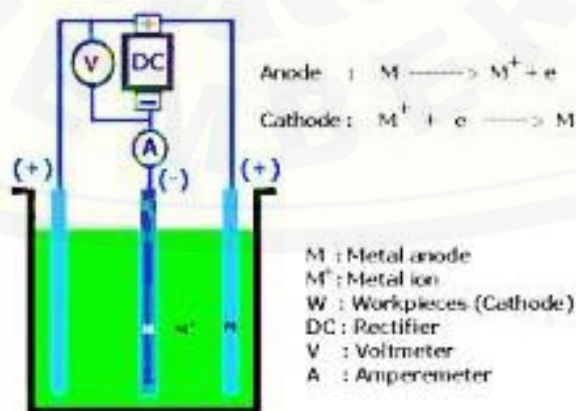 +
V
DC
Anode : M -----> M⁺ + e
—
Cathode : M⁺ + e ----> M
A
(+) (-) (+)
M : Metal anode
M⁺ : Metal ion
W : Workpieces (Cathode)
M⁺ M
DC : Rectifier
V : Voltmeter
A : Amperemeter